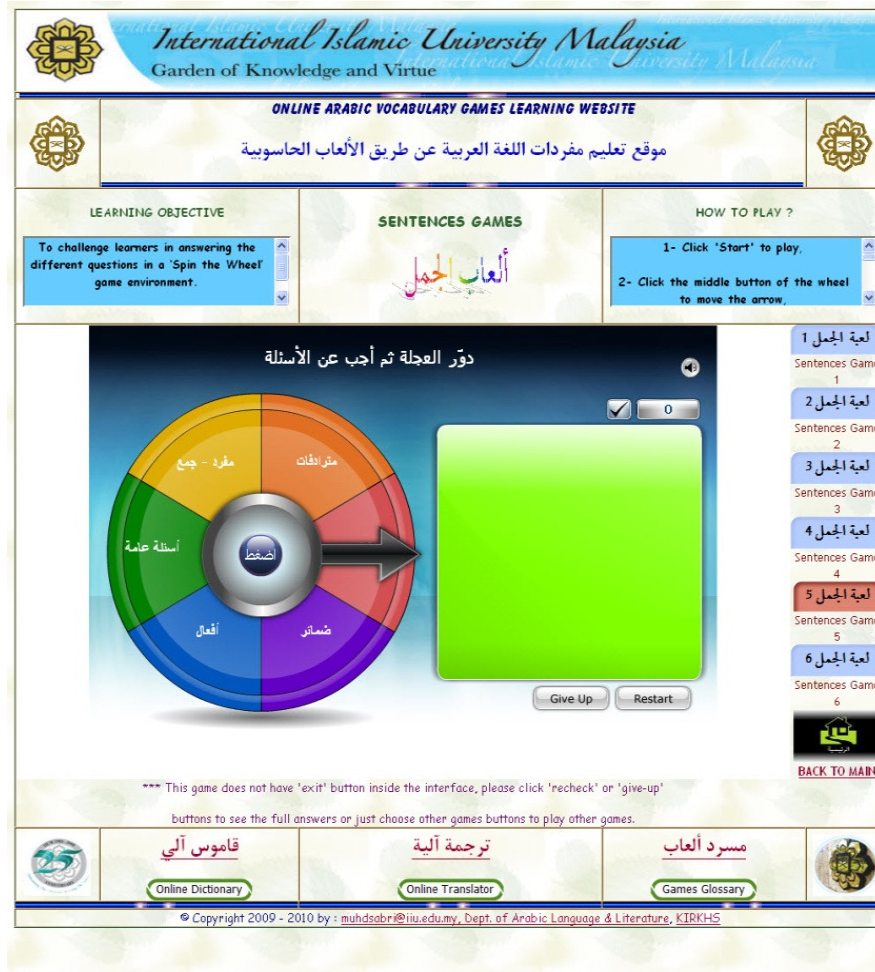 International Islamic University Malaysia
Garden of Knowledge and Virtue
ONLINE ARABIC VOCABULARY GAMES LEARNING WEBSITE
موقع تعليم مفردات اللغة العربية عن طريق الألعاب الحاسوبية
LEARNING OBJECTIVE
To challenge learners in answering the
different questions in a 'Spin the Wheel'
game environment.
SENTENCES GAMES
ألعاب الجمل
HOW TO PLAY ?
1- Click 'Start' to play,
2- Click the middle button of the wheel
to move the arrow,
دوّر العجلة ثم أجب عن الأسئلة
0
مفرد - جمع
مترادفات
أسئلة عامة
اضغط
أفعال
ضمائر
Give Up
Restart
لعبة الجمل 1
Sentences Game
1
لعبة الجمل 2
Sentences Game
2
لعبة الجمل 3
Sentences Game
3
لعبة الجمل 4
Sentences Game
4
لعبة الجمل 5
Sentences Game
5
لعبة الجمل 6
Sentences Game
6
الرئيسية
BACK TO MAIN
*** This game does not have 'exit' button inside the interface, please click 'recheck' or 'give-up'
buttons to see the full answers or just choose other games buttons to play other games.
قاموس آلي
Online Dictionary
ترجمة آلية
Online Translator
مسرد ألعاب
Games Glossary
25
© Copyright 2009 - 2010 by : muhdsabri@iiu.edu.my, Dept. of Arabic Language & Literature, KIRKHS